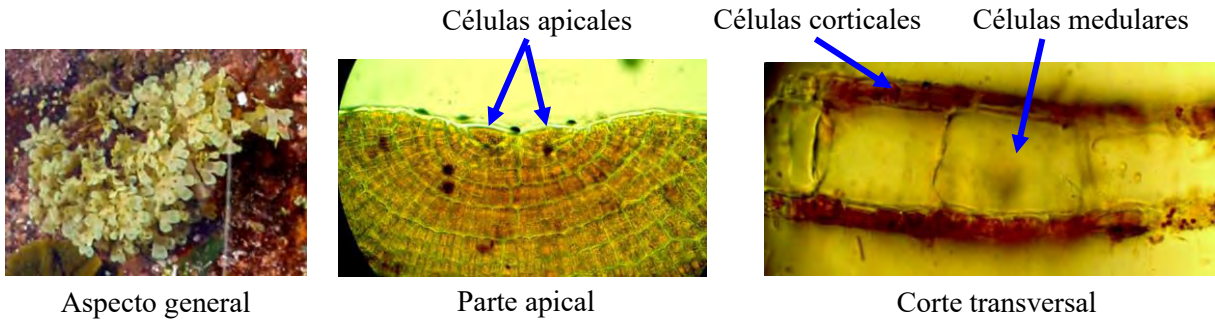 Células apicales
Células corticales
Células medulares
Aspecto general
Parte apical
Corte transversal